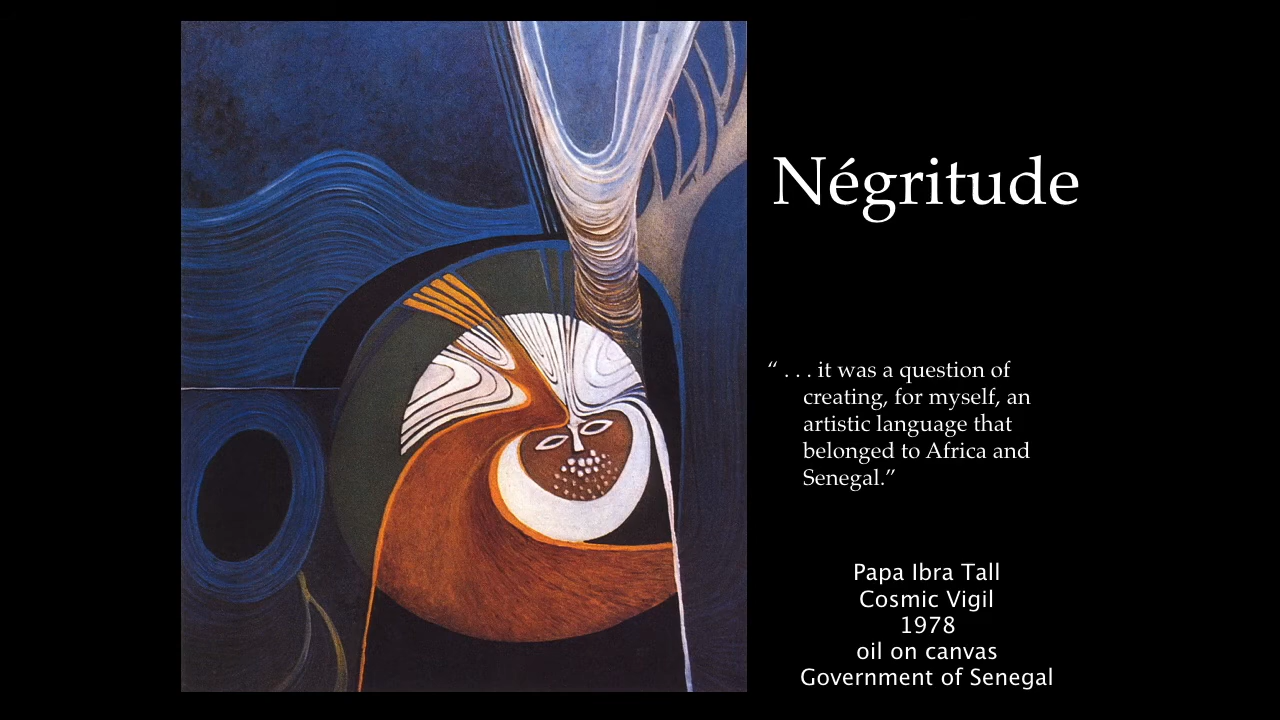 Négritude
“ . . . it was a question of
creating, for myself, an
artistic language that
belonged to Africa and
Senegal.”
Papa Ibra Tall
Cosmic Vigil
1978
oil on canvas
Government of Senegal